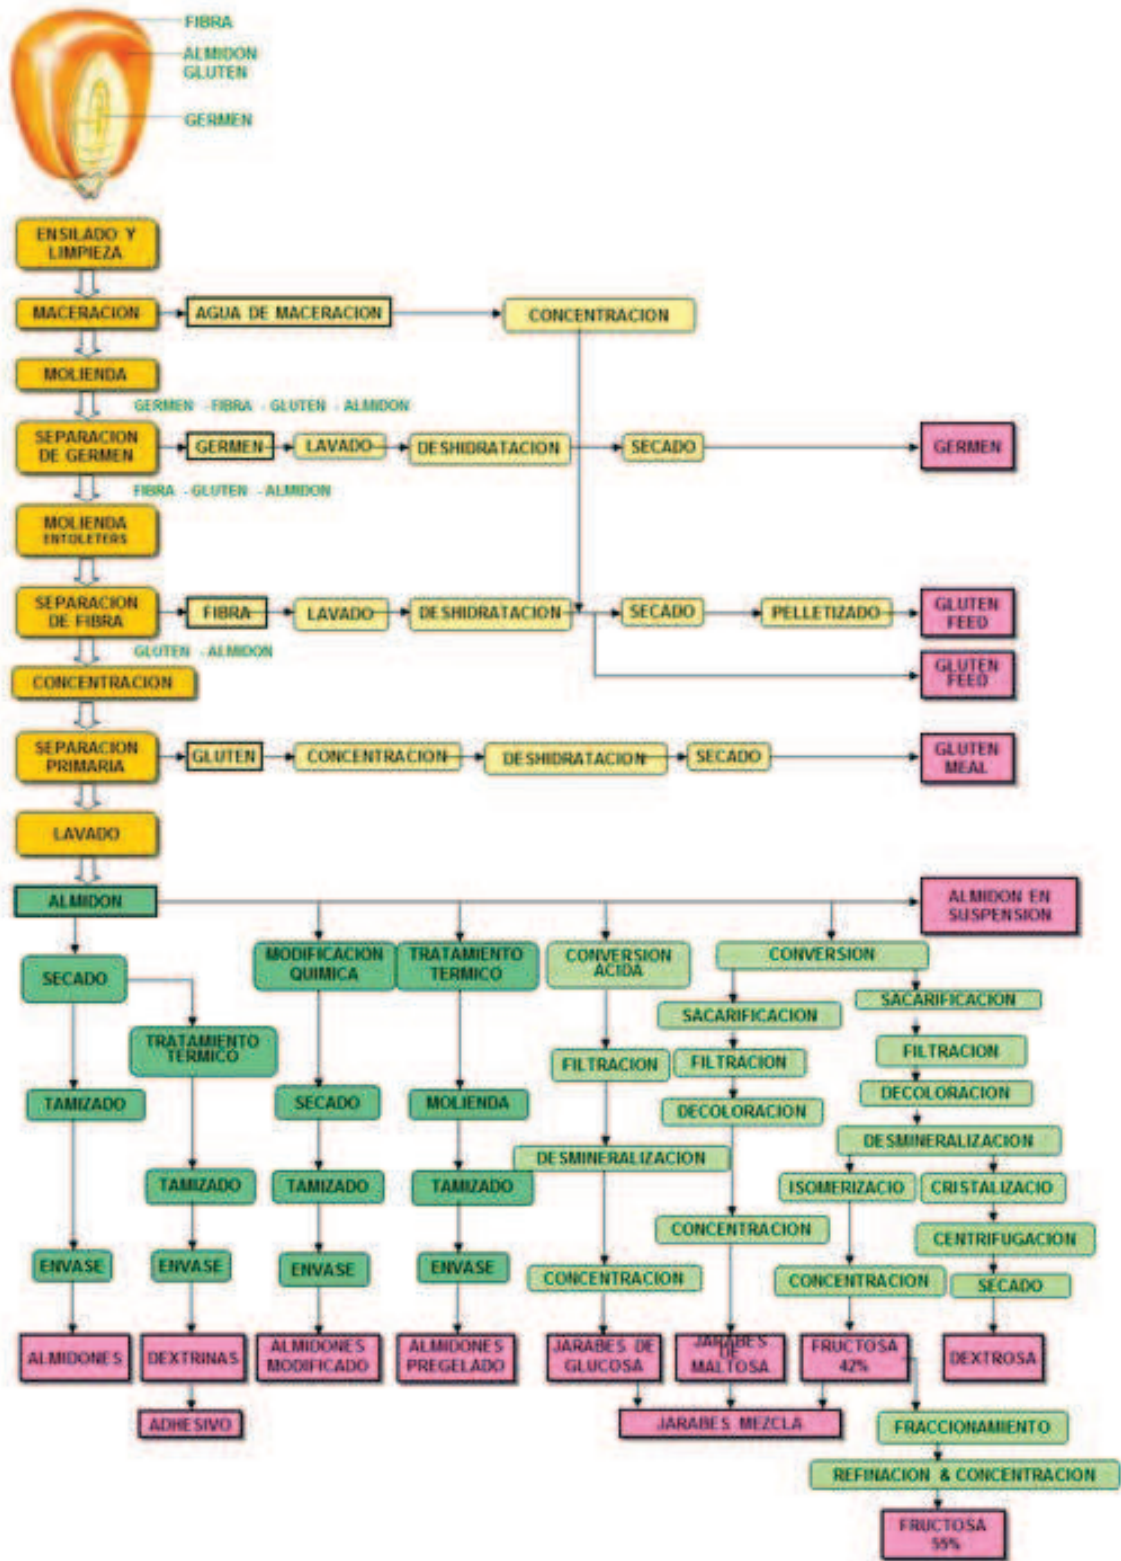 FIBRA
ALMIDON
GLUTEN
GERMEN
ENSILADO Y
LIMPIEZA
MACERACION
AGUA DE MACERACION
CONCENTRACION
MOLIENDA
GERMEN - FIBRA - GLUTEN - ALMIDON
SEPARACION
DE GERMEN
GERMEN
LAVADO
DESHIDRATACION
SECADO
GERMEN
FIBRA - GLUTEN - ALMIDON
MOLIENDA
ENTOLETERS
SEPARACION
DE FIBRA
FIBRA
LAVADO
DESHIDRATACION
SECADO
PELLETIZADO
GLUTEN
FEED
GLUTEN - ALMIDON
GLUTEN
FEED
CONCENTRACION
SEPARACION
PRIMARIA
GLUTEN
CONCENTRACION
DESHIDRATACION
SECADO
GLUTEN
MEAL
LAVADO
ALMIDON
ALMIDON EN
SUSPENSION
SECADO
MODIFICACION
QUIMICA
TRATAMIENTO
TERMICO
CONVERSION
ACIDA
CONVERSION
SACARIFICACION
SACARIFICACION
TRATAMIENTO
TERMICO
FILTRACION
FILTRACION
FILTRACION
TAMIZADO
SECADO
MOLIENDA
DECOLORACION
DECOLORACION
DESMINERALIZACION
DESMINERALIZACION
TAMIZADO
TAMIZADO
TAMIZADO
ISOMERIZACIO
CRISTALIZACIO
CONCENTRACION
CENTRIFUGACION
ENVASE
ENVASE
ENVASE
ENVASE
CONCENTRACION
CONCENTRACION
SECADO
ALMIDONES
DEXTRINAS
ALMIDONES
MODIFICADO
ALMIDONES
PREGELADO
JARABES DE
GLUCOSA
JARABES
DE
MALTOSA
FRUCTOSA
42%
DEXTROSA
ADHESIVO
JARABES MEZCLA
FRACCIONAMIENTO
REFINACION & CONCENTRACION
FRUCTOSA
55%